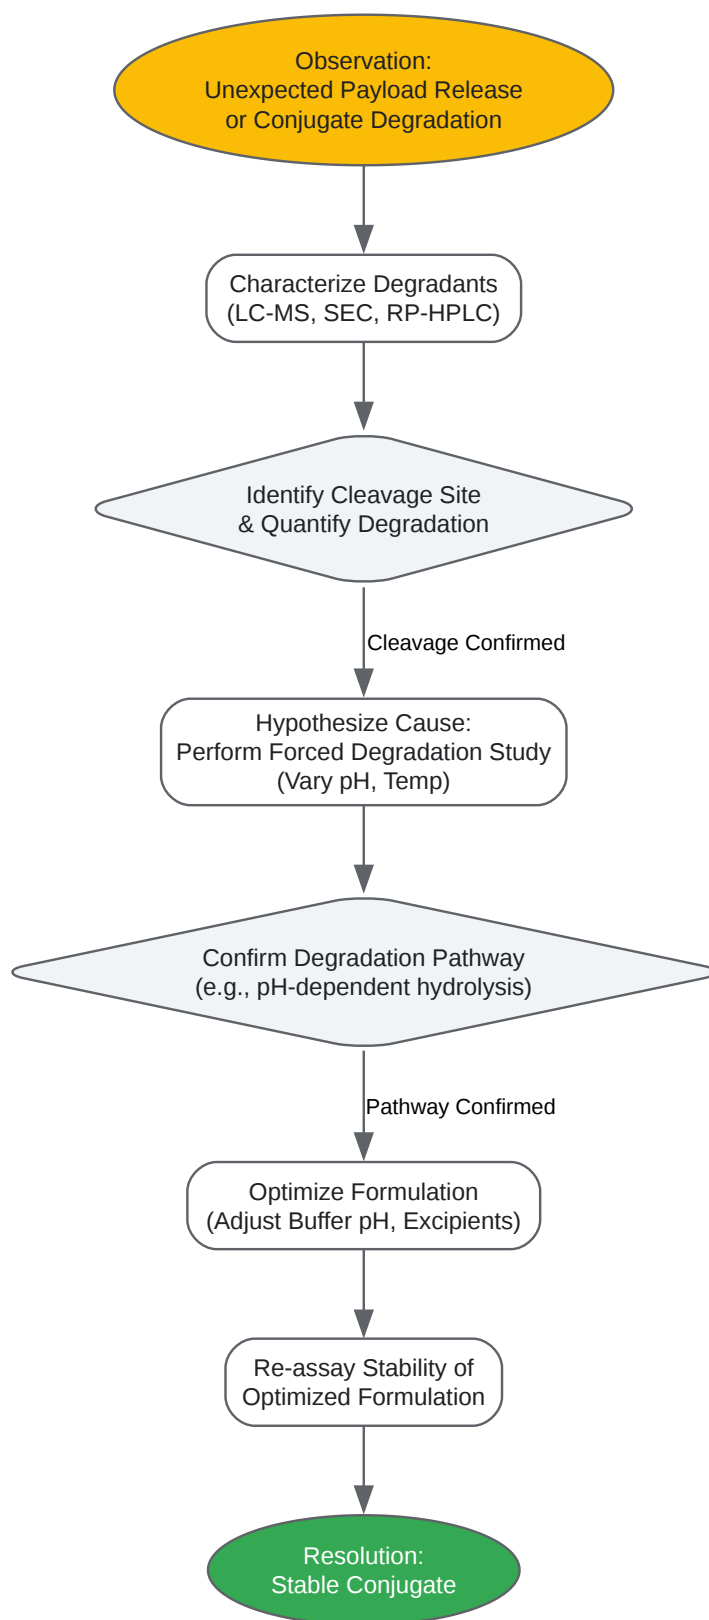 Observation:
Unexpected Payload Release
or Conjugate Degradation
Characterize Degradants
(LC-MS, SEC, RP-HPLC)
Identify Cleavage Site
& Quantify Degradation
Cleavage Confirmed
Hypothesize Cause:
Perform Forced Degradation Study
(Vary pH, Temp)
Confirm Degradation Pathway
(e.g., pH-dependent hydrolysis)
Pathway Confirmed
Optimize Formulation
(Adjust Buffer pH, Excipients)
Re-assay Stability of
Optimized Formulation
Resolution:
Stable Conjugate